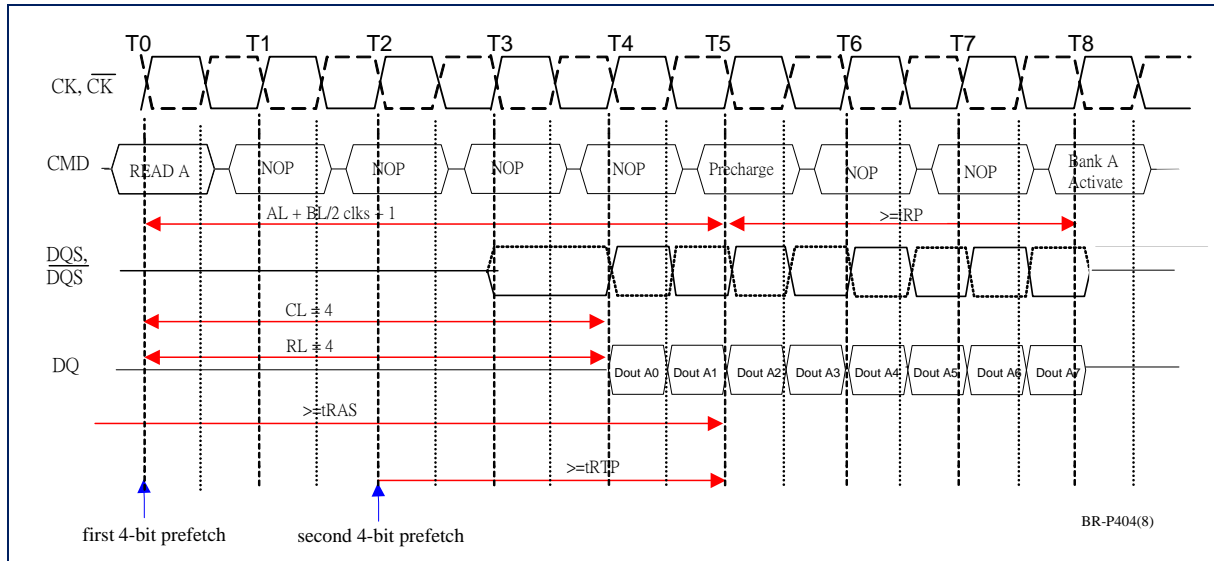 T0 T1 T2 T3 T4 T5 T6 T7 T8
CK, CK
CMD READ A NOP NOP NOP NOP Precharge NOP NOP Bank A
Activate
AL + BL/2 clks + 1 >=tRP
DQS,
DQS
CL = 4
RL = 4
DQ Dout A0 Dout A1 Dout A2 Dout A3 Dout A4 Dout A5 Dout A6 Dout A7
>=tRAS
>=tRTP
first 4-bit prefetch second 4-bit prefetch
BR-P404(8)